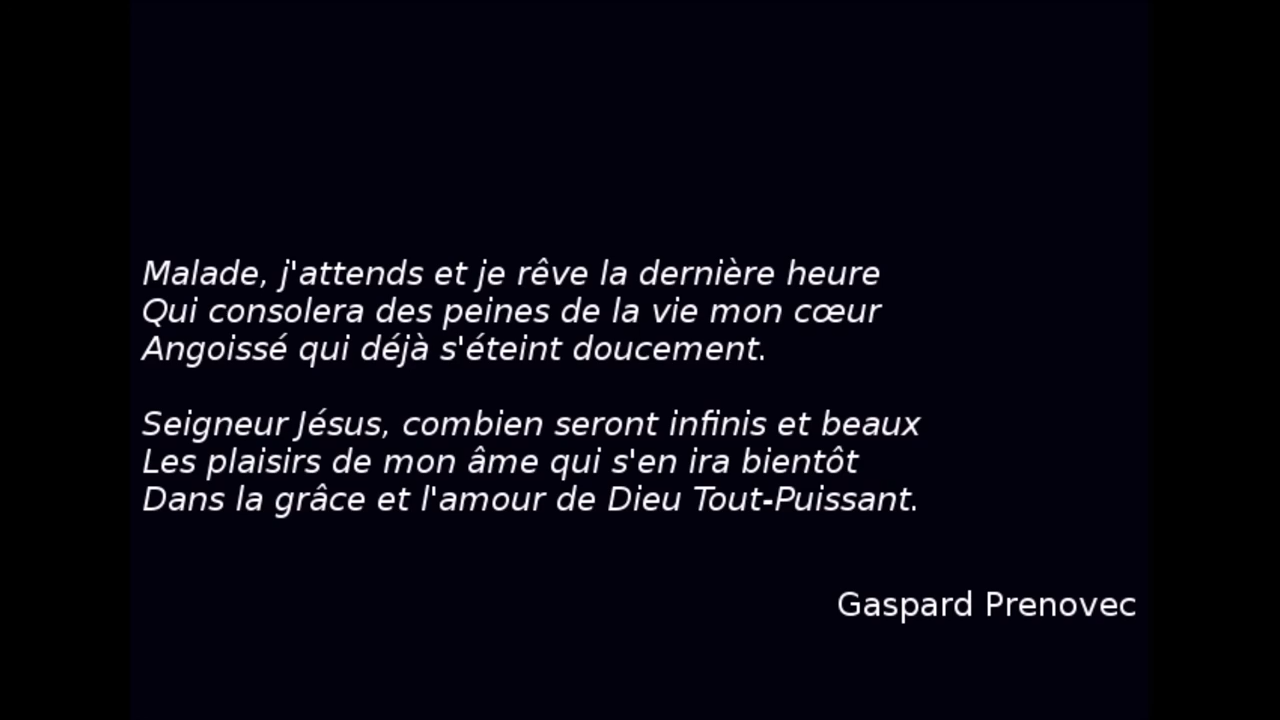 Malade, j'attends et je rêve la dernière heure
Qui consolera des peines de la vie mon cœur
Angoissé qui déjà s'éteint doucement.
Seigneur Jésus, combien seront infinis et beaux
Les plaisirs de mon âme qui s'en ira bientôt
Dans la grâce et l'amour de Dieu Tout-Puissant.
Gaspard Prenovec